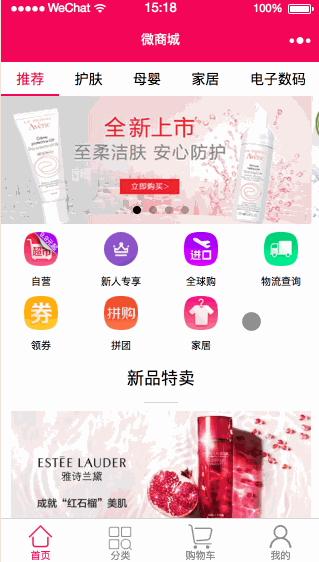 WeChat 15:18 100%
微商城
推荐 护肤 母婴 家居 电子数码
Avène
全新上市
至柔洁肤 安心防护
立即购买>
超市 进口
自营 新人专享 全球购 物流查询
券 拼购
领券 拼团 家居
新品特卖
ESTĒE LAUDER
雅诗兰黛
成就“红石榴”美肌
首页 分类 购物车 我的